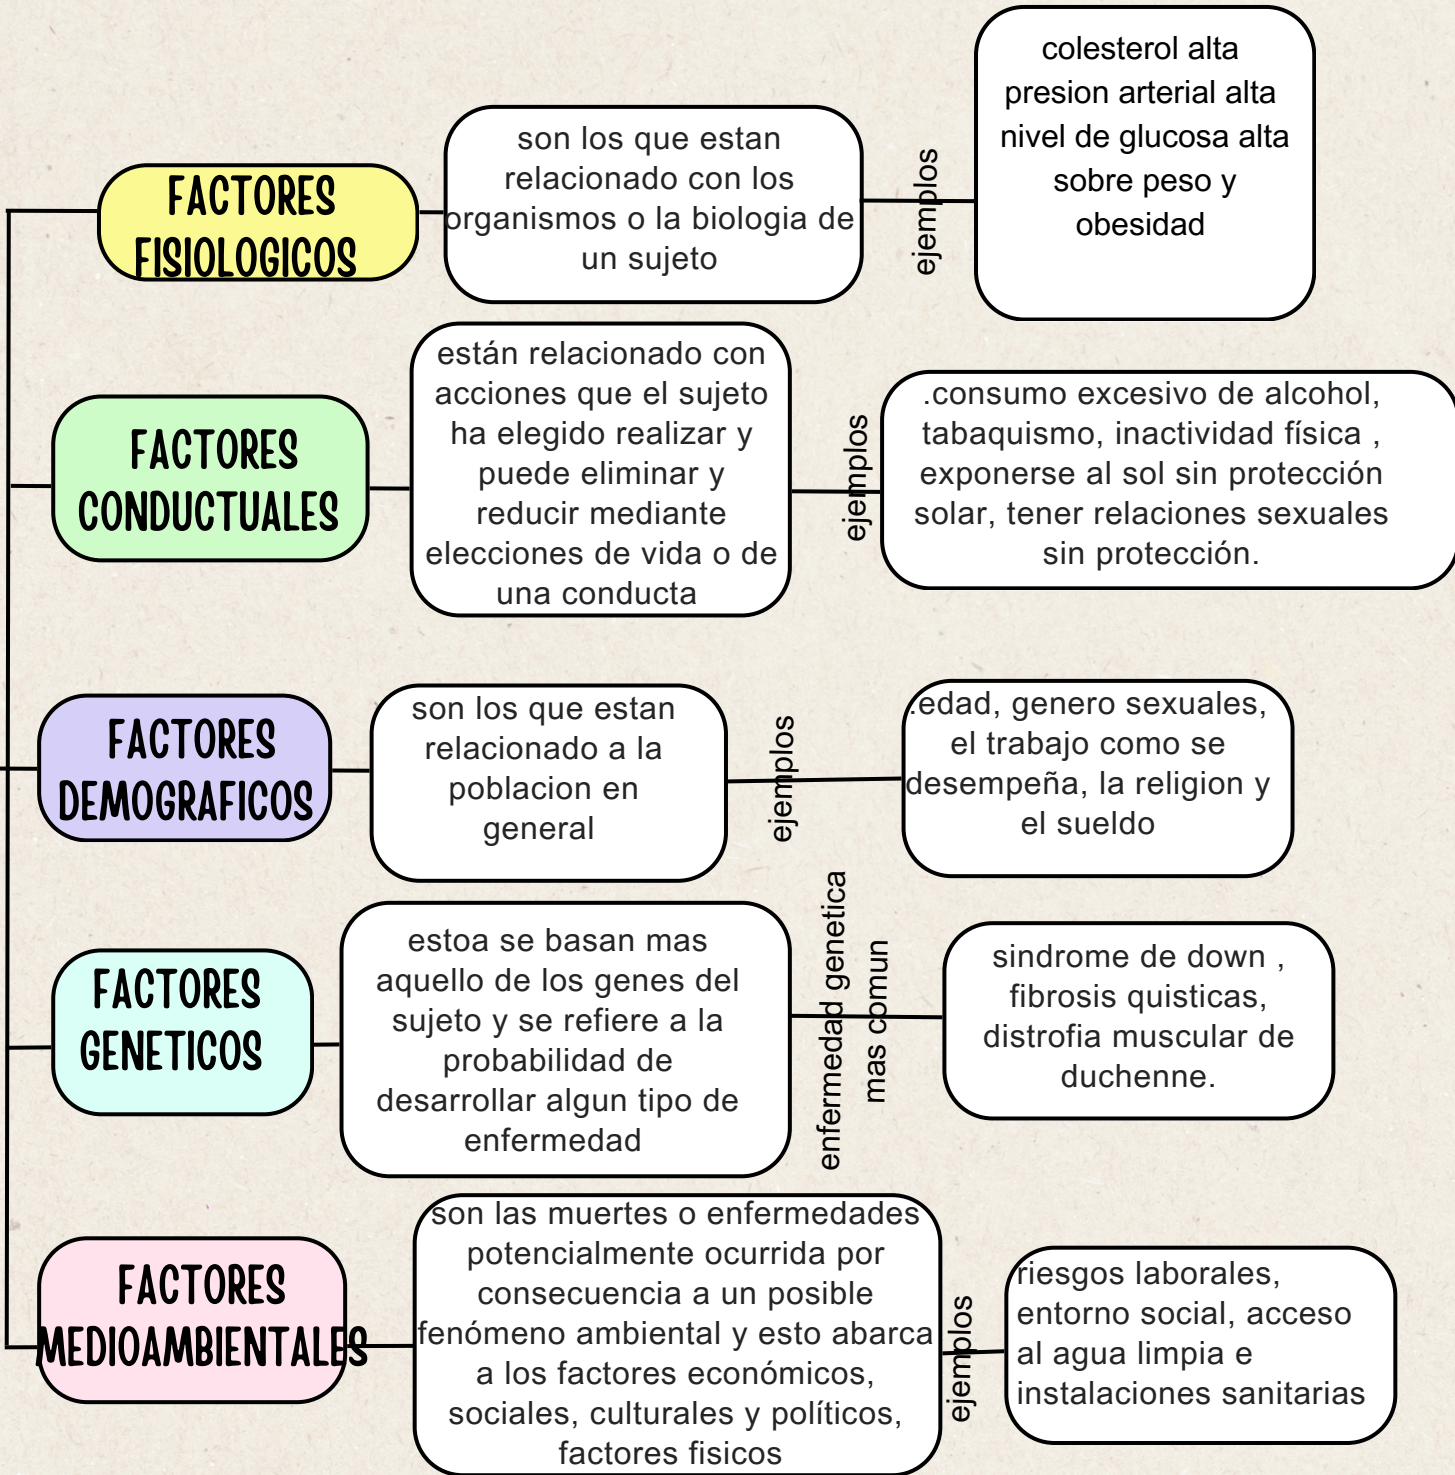 FACTORES
FISIOLOGICOS
son los que estan
relacionado con los
organismos o la biologia de
un sujeto
ejemplos
colesterol alta
presion arterial alta
nivel de glucosa alta
sobre peso y
obesidad
FACTORES
CONDUCTUALES
están relacionado con
acciones que el sujeto
ha elegido realizar y
puede eliminar y
reducir mediante
elecciones de vida o de
una conducta
ejemplos
.consumo excesivo de alcohol,
tabaquismo, inactividad física ,
exponerse al sol sin protección
solar, tener relaciones sexuales
sin protección.
FACTORES
DEMOGRAFICOS
son los que estan
relacionado a la
poblacion en
general
ejemplos
.edad, genero sexuales,
el trabajo como se
desempeña, la religion y
el sueldo
FACTORES
GENETICOS
estoa se basan mas
aquello de los genes del
sujeto y se refiere a la
probabilidad de
desarrollar algun tipo de
enfermedad
enfermedad genetica
mas comun
sindrome de down ,
fibrosis quisticas,
distrofia muscular de
duchenne.
FACTORES
MEDIOAMBIENTALES
son las muertes o enfermedades
potencialmente ocurrida por
consecuencia a un posible
fenómeno ambiental y esto abarca
a los factores económicos,
sociales, culturales y políticos,
factores fisicos
ejemplos
riesgos laborales,
entorno social, acceso
al agua limpia e
instalaciones sanitarias